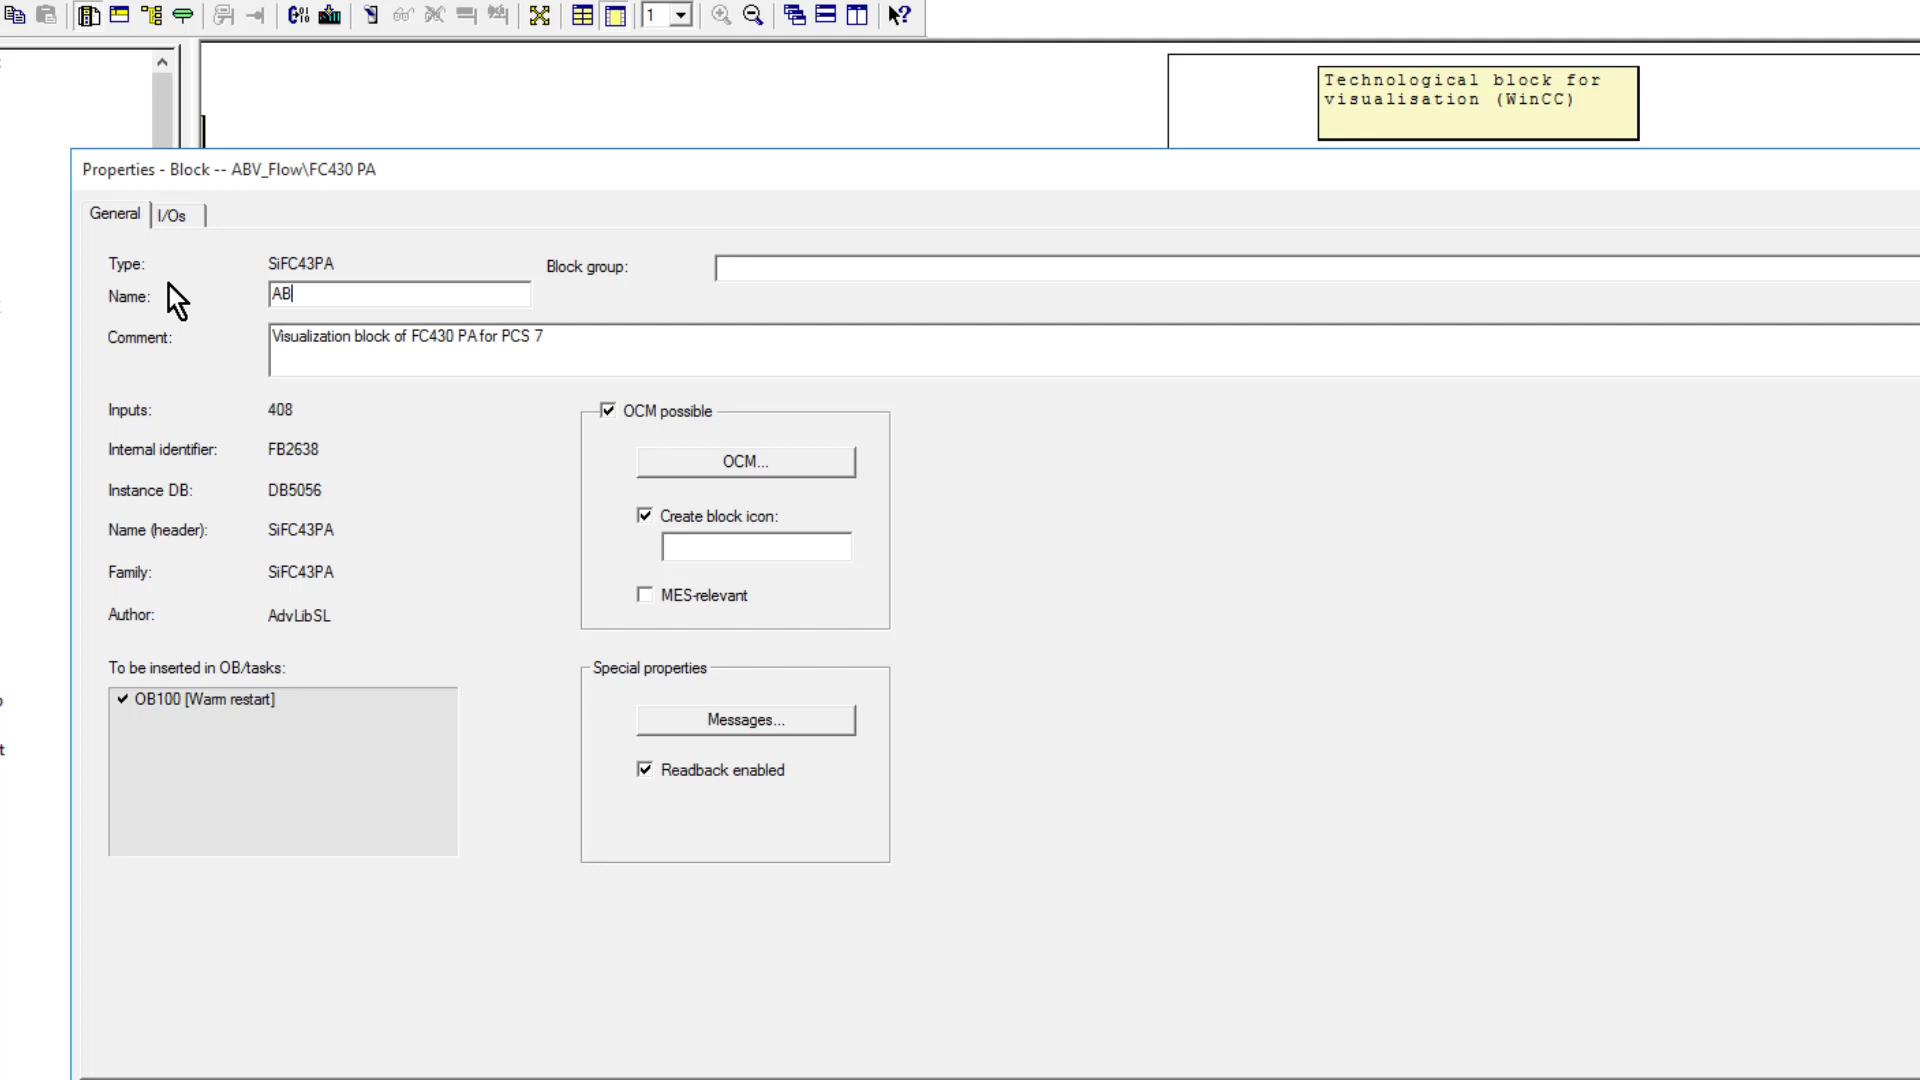 1
Technological block for
visualisation (WinCC)
Properties - Block -- ABV_Flow\FC430 PA
General
I/Os
Type: SiFC43PA Block group:
Name: AB
Comment: Visualization block of FC430 PA for PCS 7
Inputs: 408
OCM possible
Internal identifier: FB2638
OCM...
Instance DB: DB5056
Create block icon:
Name (header): SiFC43PA
Family: SiFC43PA
MES-relevant
Author: AdvLibSL
To be inserted in OB/tasks:
Special properties
OB100 [Warm restart]
Messages...
Readback enabled